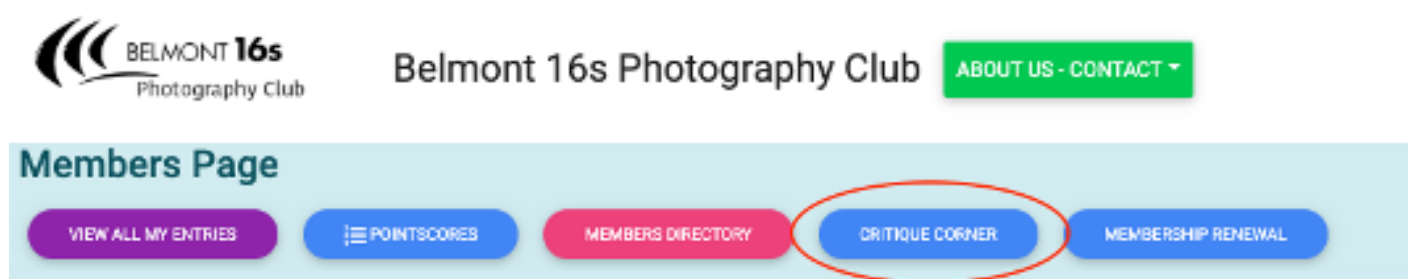 BELMONT 16s
Photography Club
Belmont 16s Photography Club
ABOUT US - CONTACT
Members Page
VIEW ALL MY ENTRIES
POINTSCORES
MEMBERS DIRECTORY
CRITIQUE CORNER
MEMBERSHIP RENEWAL